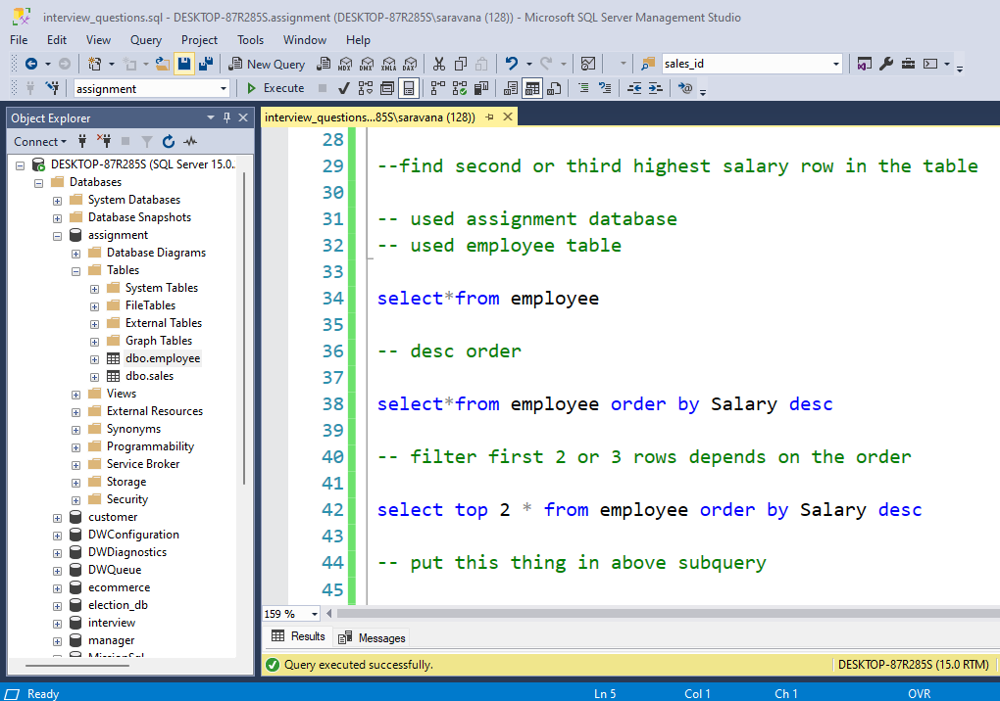 interview_questions.sql - DESKTOP-87R285S.assignment (DESKTOP-87R285S\saravana (128)) - Microsoft SQL Server Management Studio
File Edit View Query Project Tools Window Help
New Query MDX DMX XMLA DAX sales_id
assignment Execute
Object Explorer
Connect
DESKTOP-87R285S (SQL Server 15.0..
Databases
System Databases
Database Snapshots
assignment
Database Diagrams
Tables
System Tables
FileTables
External Tables
Graph Tables
dbo.employee
dbo.sales
Views
External Resources
Synonyms
Programmability
Service Broker
Storage
Security
customer
DWConfiguration
DWDiagnostics
DWQueue
ecommerce
election_db
interview
manager
MissionSql
interview_questions...85S\saravana (128))
28
29 --find second or third highest salary row in the table
30
31 -- used assignment database
32 -- used employee table
33
34 select*from employee
35
36 -- desc order
37
38 select*from employee order by Salary desc
39
40 -- filter first 2 or 3 rows depends on the order
41
42 select top 2 * from employee order by Salary desc
43
44 -- put this thing in above subquery
45
159 %
Results Messages
Query executed successfully. DESKTOP-87R285S (15.0 RTM)
Ready Ln 5 Col 1 Ch 1 OVR